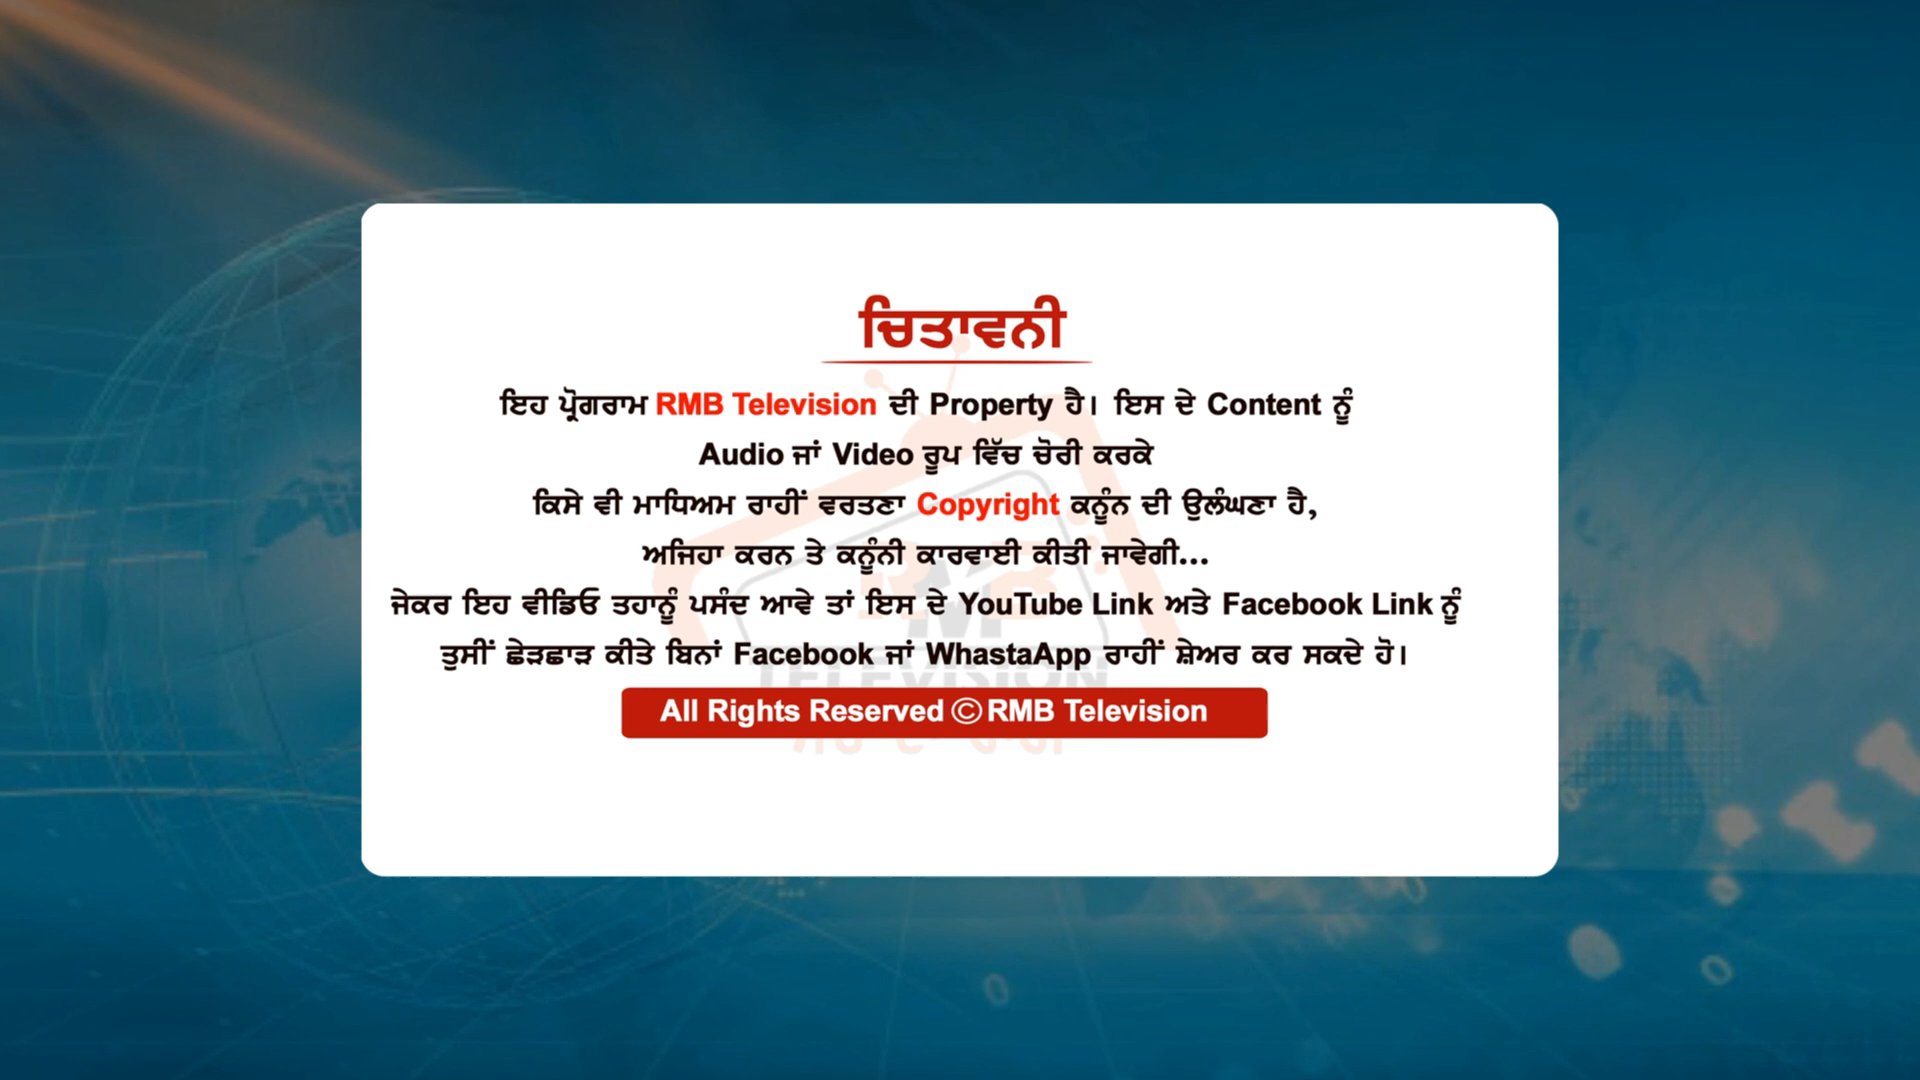 ਚਿਤਾਵਨੀ
ਇਹ ਪ੍ਰੋਗਰਾਮ RMB Television ਦੀ Property ਹੈ। ਇਸ ਦੇ Content ਨੂੰ
Audio ਜਾਂ Video ਰੂਪ ਵਿੱਚ ਚੋਰੀ ਕਰਕੇ
ਕਿਸੇ ਵੀ ਮਾਧਿਅਮ ਰਾਹੀਂ ਵਰਤਣਾ Copyright ਕਨੂੰਨ ਦੀ ਉਲੰਘਣਾ ਹੈ,
ਅਜਿਹਾ ਕਰਨ ਤੇ ਕਨੂੰਨੀ ਕਾਰਵਾਈ ਕੀਤੀ ਜਾਵੇਗੀ...
ਜੇਕਰ ਇਹ ਵੀਡਿਓ ਤਹਾਨੂੰ ਪਸੰਦ ਆਵੇ ਤਾਂ ਇਸ ਦੇ YouTube Link ਅਤੇ Facebook Link ਨੂੰ
ਤੁਸੀਂ ਛੇੜਛਾੜ ਕੀਤੇ ਬਿਨਾਂ Facebook ਜਾਂ WhastaApp ਰਾਹੀਂ ਸ਼ੇਅਰ ਕਰ ਸਕਦੇ ਹੋ।
All Rights Reserved © RMB Television